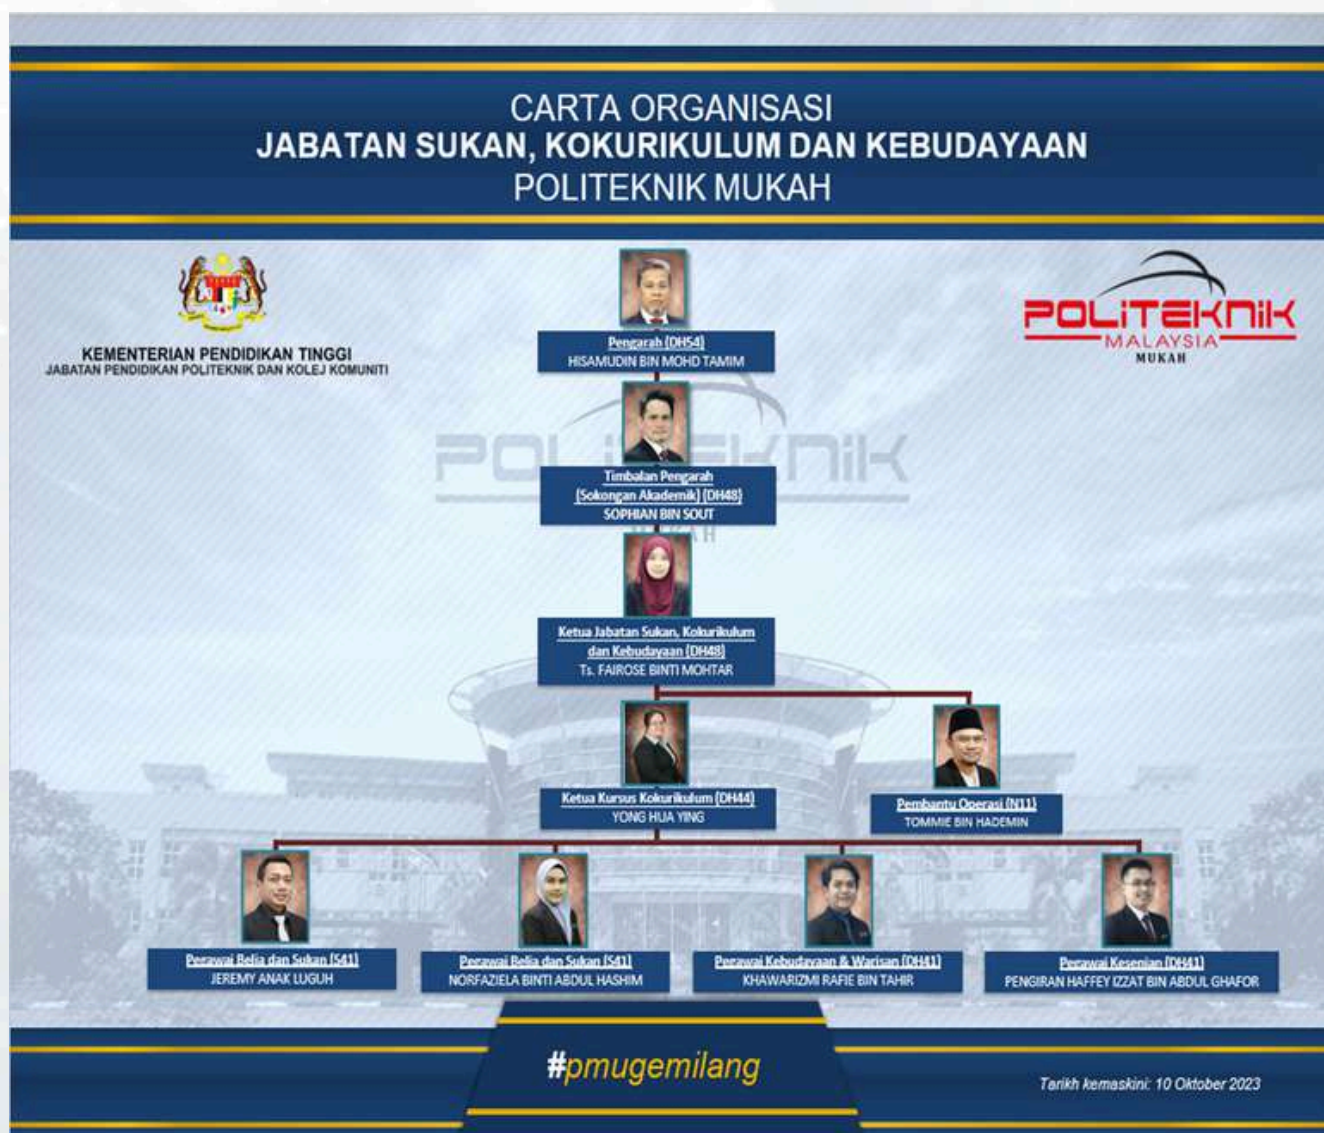 CARTA ORGANISASI
JABATAN SUKAN, KOKURIKULUM DAN KEBUDAYAAN
POLITEKNIK MUKAH
KEMENTERIAN PENDIDIKAN TINGGI
JABATAN PENDIDIKAN POLITEKNIK DAN KOLEJ KOMUNITI
POLITEKNIK
MALAYSIA
MUKAH
Pengarah (DH54)
HISAMUDIN BIN MOHD TAMIM
POLITEKNIK
MUKAH
Timbalan Pengarah
(Sokongan Akademik) (DH48)
SOPHIAN BIN SOUT
Ketua Jabatan Sukan, Kokurikulum
dan Kebudayaan (DH48)
Ts. FAIROSE BINTI MOHTAR
Ketua Kursus Kokurikulum (DH44)
YONG HUA YING
Pembantu Operasi (N11)
TOMMIE BIN HADEMIN
Pegawai Belia dan Sukan (S41)
JEREMY ANAK LUGUH
Pegawai Belia dan Sukan (S41)
NORFAZIELA BINTI ABDUL HASHIM
Pegawai Kebudayaan & Warisan (DH41)
KHAWARIZMI RAFIE BIN TAHIR
Pegawai Kesenian (DH41)
PENGIRAN HAFFEY IZZAT BIN ABDUL GHAFOR
#pmugemilang
Tarikh kemaskini: 10 Oktober 2023